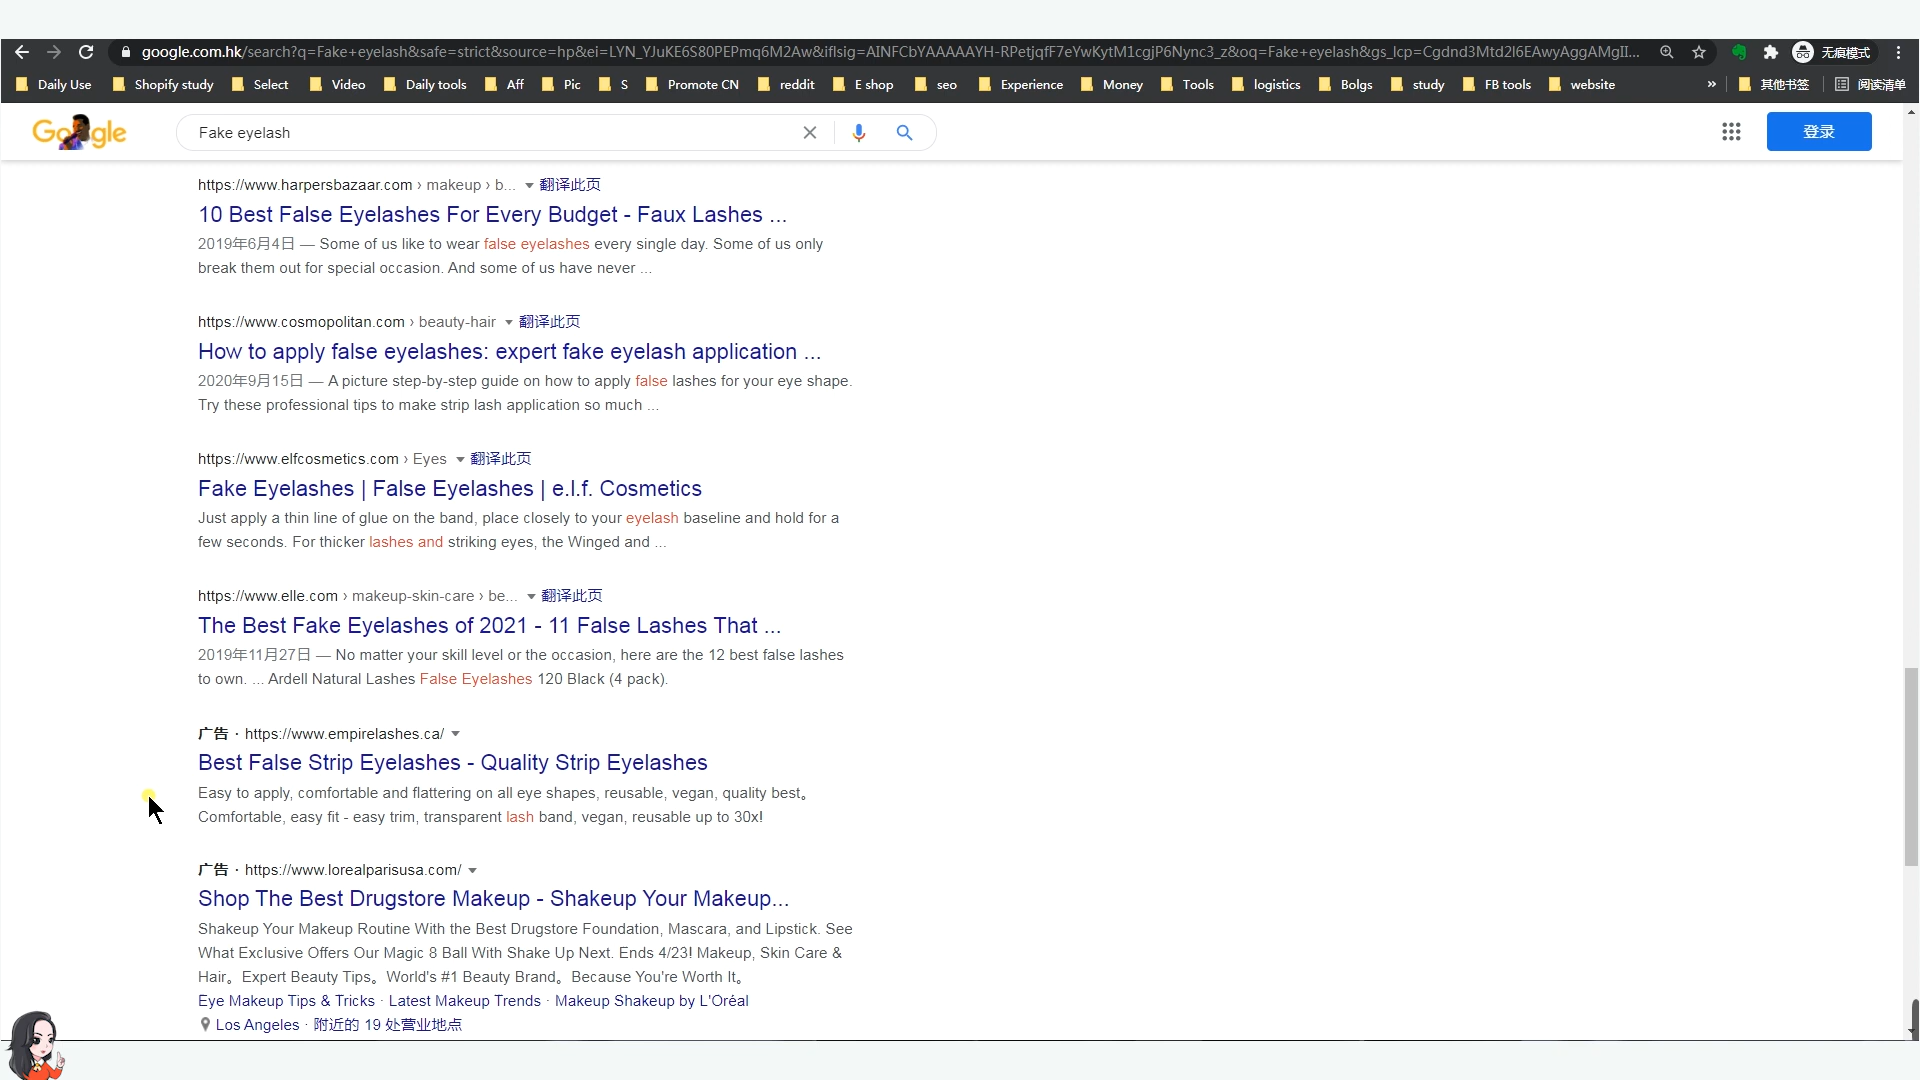 google.com.hk/search?q=Fake+eyelash&safe=strict&source=hp&ei=LYN_YJuKE6S80PEPmq6M2Aw&iflsig=AINFCbYAAAAAYH-RPetjqfF7eYwKytM1cgjP6Nync3_z&oq=Fake+eyelash&gs_lcp=Cgdnd3Mtd2l6EAwyAggAMgII... 无痕模式
Daily Use Shopify study Select Video Daily tools Aff Pic S Promote CN reddit E shop seo Experience Money Tools logistics Bolgs study FB tools website » 其他书签 阅读清单
Google Fake eyelash 登录
https://www.harpersbazaar.com › makeup › b... 翻译此页
10 Best False Eyelashes For Every Budget - Faux Lashes ...
2019年6月4日 — Some of us like to wear false eyelashes every single day. Some of us only
break them out for special occasion. And some of us have never ...
https://www.cosmopolitan.com › beauty-hair 翻译此页
How to apply false eyelashes: expert fake eyelash application ...
2020年9月15日 — A picture step-by-step guide on how to apply false lashes for your eye shape.
Try these professional tips to make strip lash application so much ...
https://www.elfcosmetics.com › Eyes 翻译此页
Fake Eyelashes | False Eyelashes | e.l.f. Cosmetics
Just apply a thin line of glue on the band, place closely to your eyelash baseline and hold for a
few seconds. For thicker lashes and striking eyes, the Winged and ...
https://www.elle.com › makeup-skin-care › be... 翻译此页
The Best Fake Eyelashes of 2021 - 11 False Lashes That ...
2019年11月27日 — No matter your skill level or the occasion, here are the 12 best false lashes
to own. ... Ardell Natural Lashes False Eyelashes 120 Black (4 pack).
广告 · https://www.empirelashes.ca/
Best False Strip Eyelashes - Quality Strip Eyelashes
Easy to apply, comfortable and flattering on all eye shapes, reusable, vegan, quality best。
Comfortable, easy fit - easy trim, transparent lash band, vegan, reusable up to 30x!
广告 · https://www.lorealparisusa.com/
Shop The Best Drugstore Makeup - Shakeup Your Makeup...
Shakeup Your Makeup Routine With the Best Drugstore Foundation, Mascara, and Lipstick. See
What Exclusive Offers Our Magic 8 Ball With Shake Up Next. Ends 4/23! Makeup, Skin Care &
Hair。Expert Beauty Tips。World's #1 Beauty Brand。Because You're Worth It。
Eye Makeup Tips & Tricks · Latest Makeup Trends · Makeup Shakeup by L'Oréal
Los Angeles · 附近的 19 处营业地点